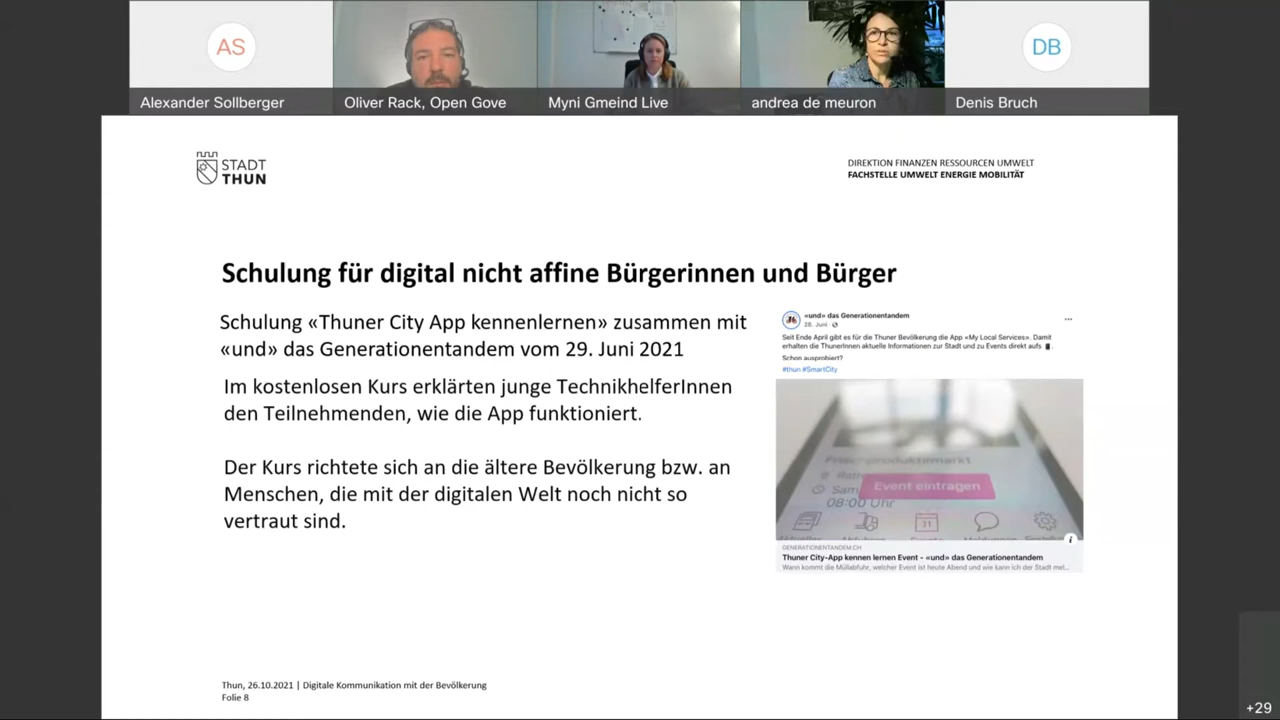 AS
DB
Alexander Sollberger
Oliver Rack, Open Gove
Myni Gmeind Live
andrea de meuron
Denis Bruch
STADT
THUN
DIREKTION FINANZEN RESSOURCEN UMWELT
FACHSTELLE UMWELT ENERGIE MOBILITÄT
Schulung für digital nicht affine Bürgerinnen und Bürger
Schulung «Thuner City App kennenlernen» zusammen mit
«und» das Generationentandem vom 29. Juni 2021
Im kostenlosen Kurs erklärten junge TechnikhelferInnen
den Teilnehmenden, wie die App funktioniert.
Der Kurs richtete sich an die ältere Bevölkerung bzw. an
Menschen, die mit der digitalen Welt noch nicht so
vertraut sind.
«und» das Generationentandem
28. Juni
Seit Ende April gibt es für die Thuner Bevölkerung die App «My Local Services». Damit
erhalten die ThunerInnen aktuelle Informationen zur Stadt und zu Events direkt aufs
Schon ausprobiert?
#thun #SmartCity
Event eintragen
08:00 Uhr
31
GENERATIONENTANDEM.CH
Thuner City-App kennen lernen Event - «und» das Generationentandem
Wann kommt die Müllabfuhr, welcher Event ist heute Abend und wie kann ich der Stadt mel...
Thun, 26.10.2021 | Digitale Kommunikation mit der Bevölkerung
Folie 8
+29